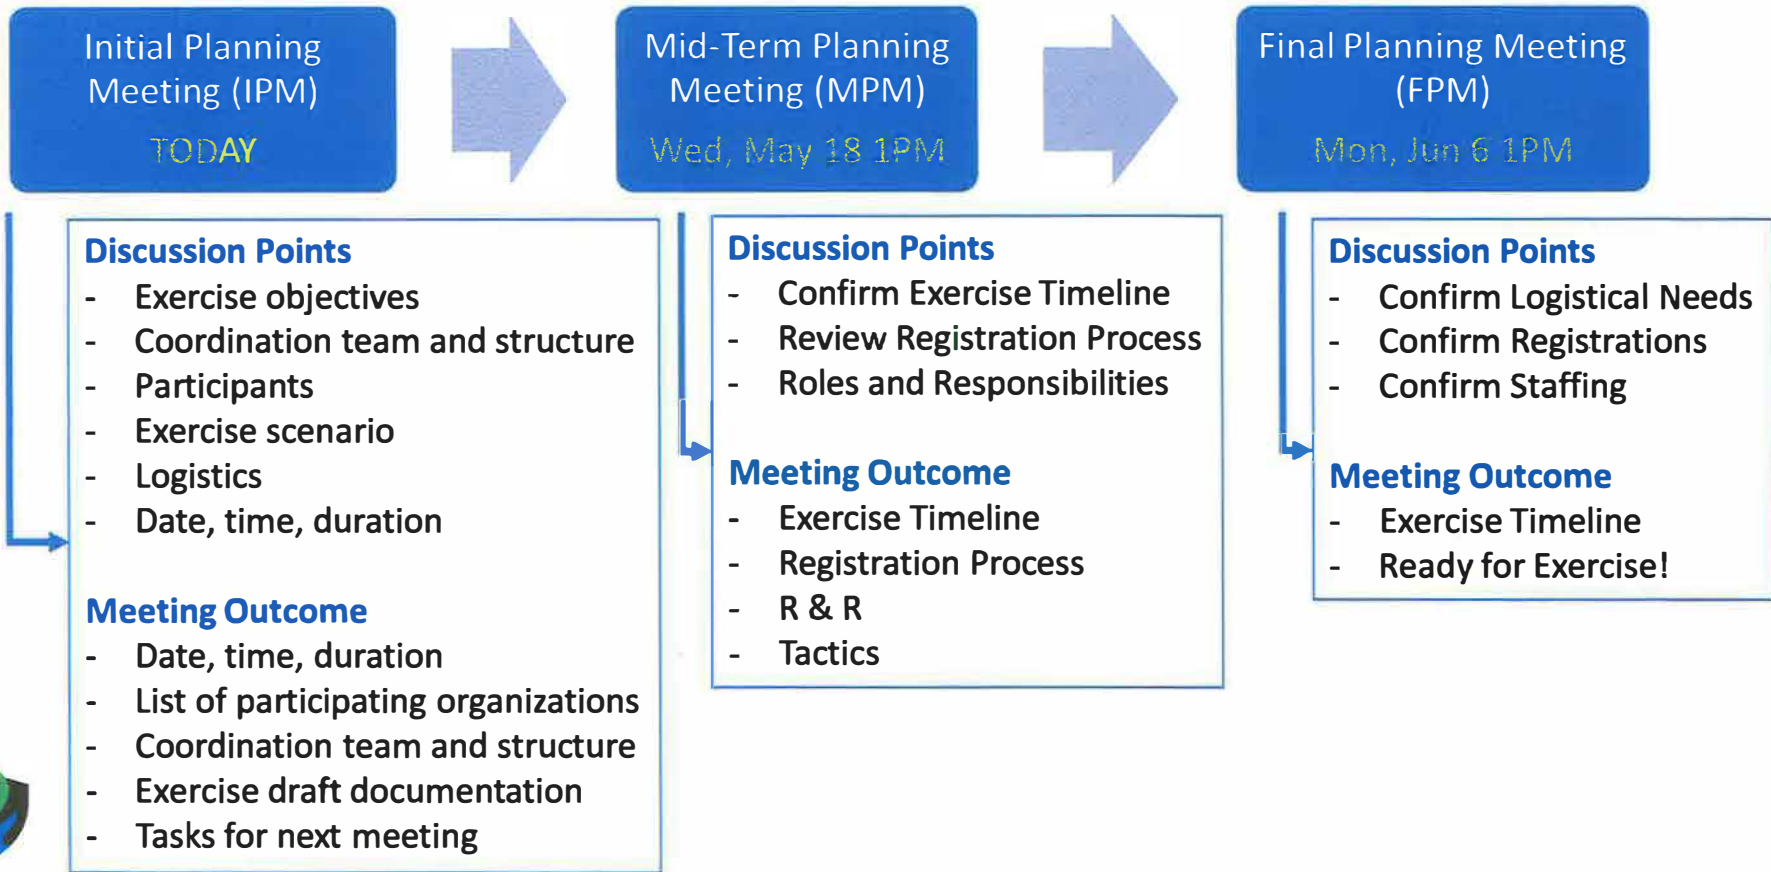 Initial Planning
Meeting (IPM)
TODAY
Mid-Term Planning
Meeting (MPM)
Wed, May 18 1PM
Final Planning Meeting
(FPM)
Mon, Jun 6 1PM
Discussion Points
- Exercise objectives
- Coordination team and structure
- Participants
- Exercise scenario
- Logistics
- Date, time, duration
Meeting Outcome
- Date, time, duration
- List of participating organizations
- Coordination team and structure
- Exercise draft documentation
- Tasks for next meeting
Discussion Points
- Confirm Exercise Timeline
- Review Registration Process
- Roles and Responsibilities
Meeting Outcome
- Exercise Timeline
- Registration Process
- R & R
- Tactics
Discussion Points
- Confirm Logistical Needs
- Confirm Registrations
- Confirm Staffing
Meeting Outcome
- Exercise Timeline
- Ready for Exercise!